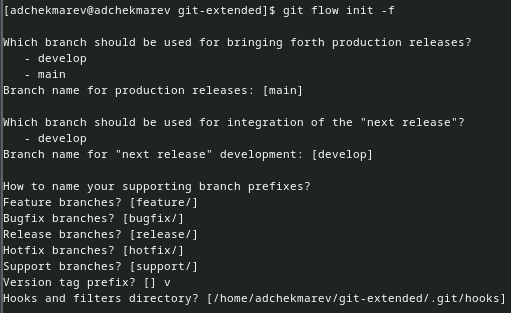 [adchekmarev@adchekmarev git-extended]$ git flow init -f
Which branch should be used for bringing forth production releases?
- develop
- main
Branch name for production releases: [main]
Which branch should be used for integration of the "next release"?
- develop
Branch name for "next release" development: [develop]
How to name your supporting branch prefixes?
Feature branches? [feature/]
Bugfix branches? [bugfix/]
Release branches? [release/]
Hotfix branches? [hotfix/]
Support branches? [support/]
Version tag prefix? [] v
Hooks and filters directory? [/home/adchekmarev/git-extended/.git/hooks]